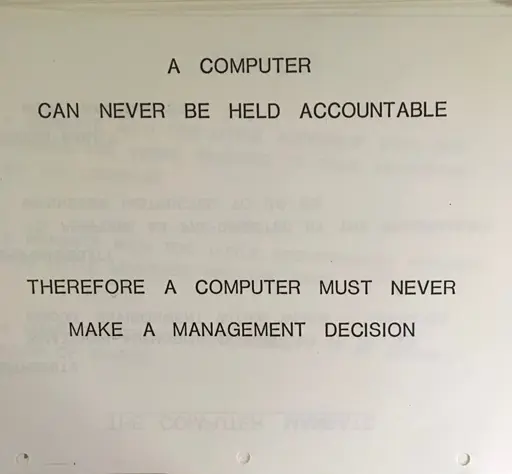 A COMPUTER
CAN NEVER BE HELD ACCOUNTABLE
THEREFORE A COMPUTER MUST NEVER
MAKE A MANAGEMENT DECISION